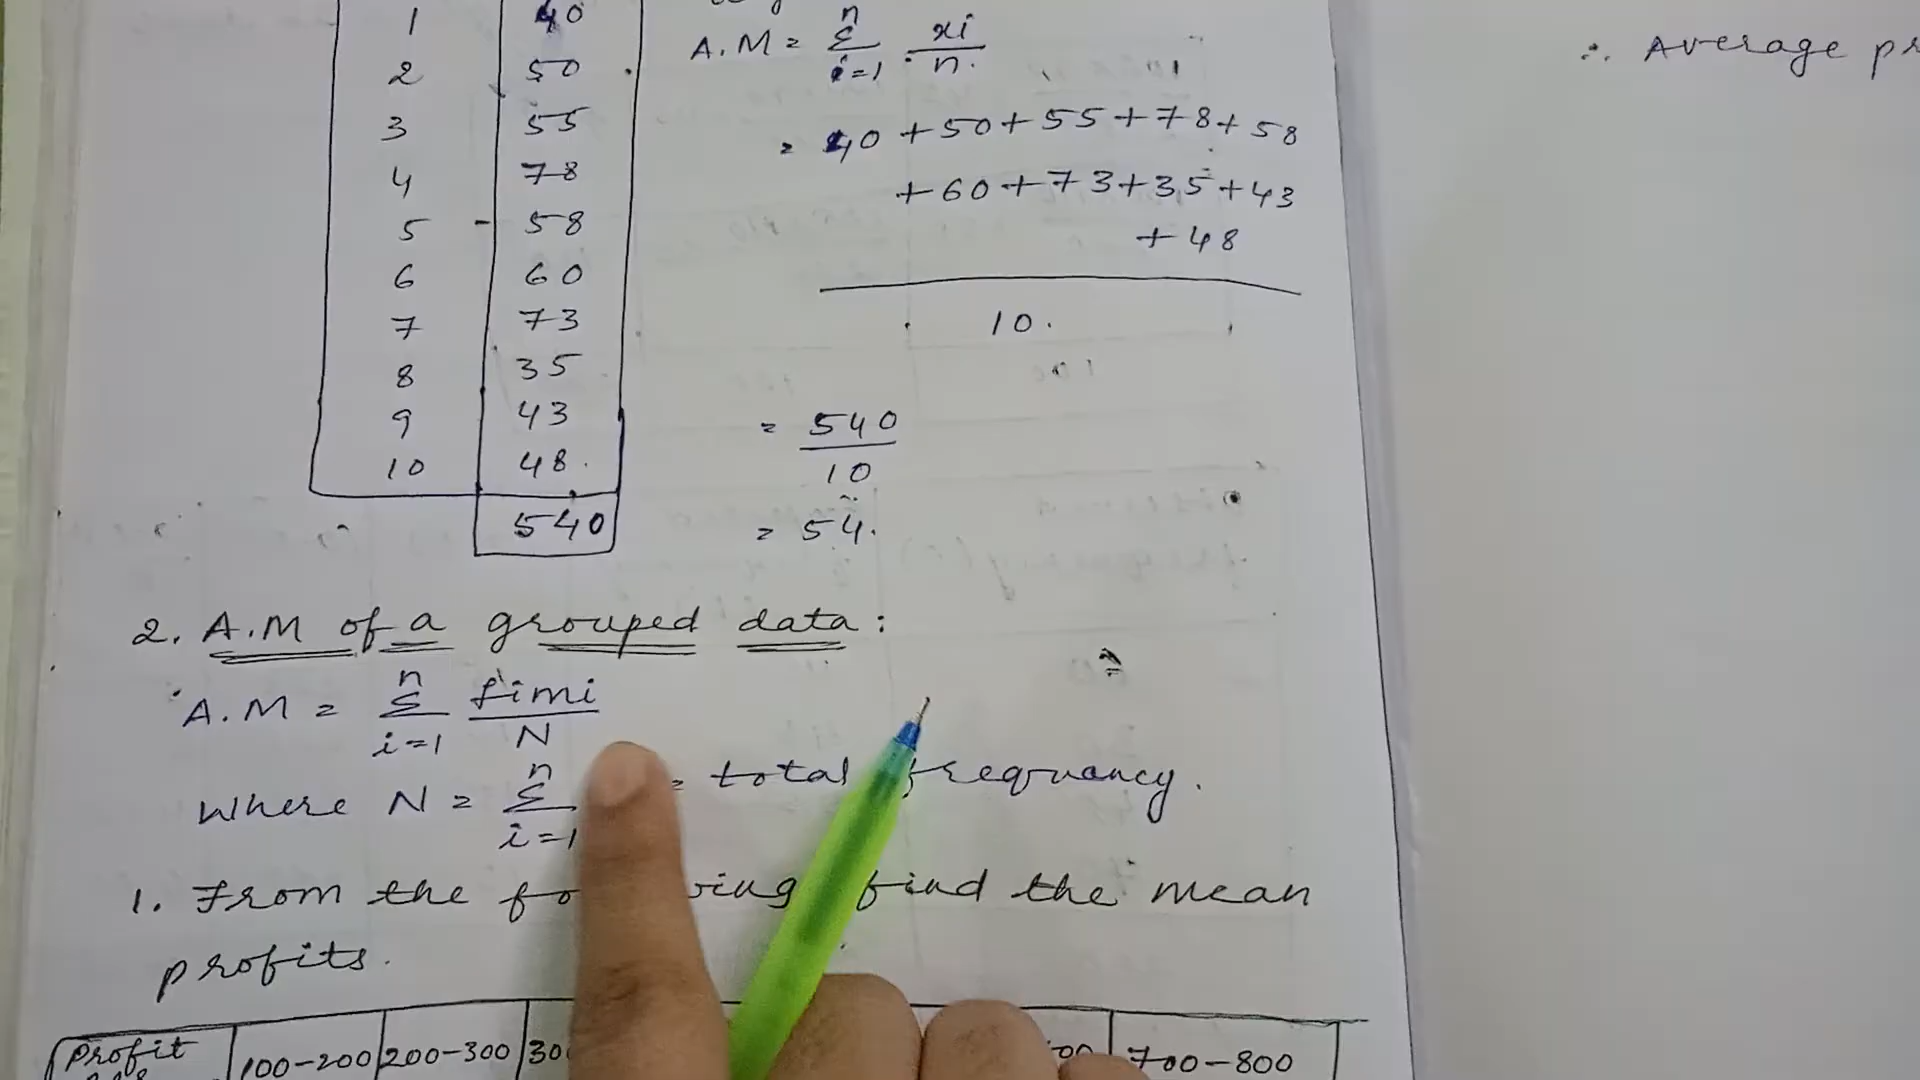 1 40
2 50
3 55
4 78
5 - 58
6 60
7 73
8 35
9 43
10 48.
540
A.M = n Σ i=1 xi/n.
= 40 + 50 + 55 + 78 + 58
+ 60 + 73 + 35 + 43
+ 48
10.
= 540/10
= 54.
2. A.M of a grouped data:
A.M = n Σ i=1 fimi/N
Where N = n Σ i=1 = total frequancy.
1. From the find the mean
profits.
Profit 100-200 200-300 700-800
∴ Average